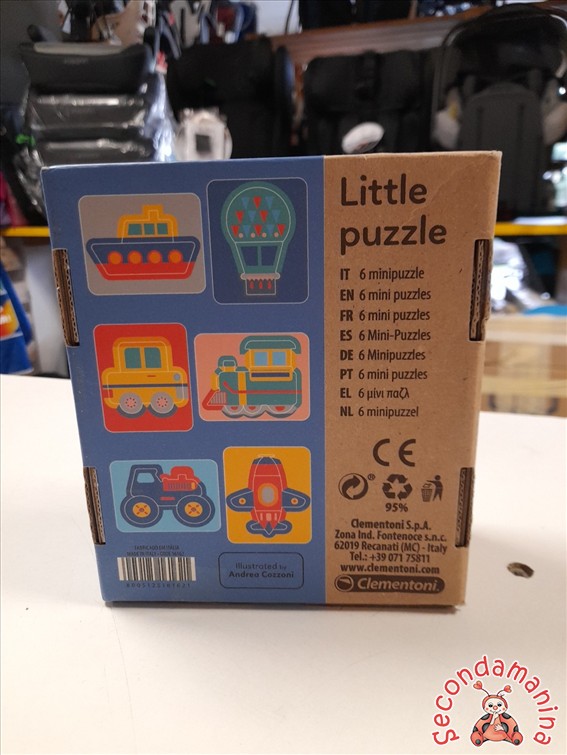 Little
puzzle
IT 6 minipuzzle
EN 6 mini puzzles
FR 6 mini puzzles
ES 6 Mini-Puzzles
DE 6 Minipuzzles
PT 6 mini puzzles
EL 6 μίνι παζλ
NL 6 minipuzzel
CE
95%
Clementoni S.p.A.
Zona Ind. Fontenoce s.n.c.
62019 Recanati (MC) - Italy
Tel.: +39 071 75811
www.clementoni.com
Clementoni.
Illustrated by
Andrea Cozzoni
Secondamanina